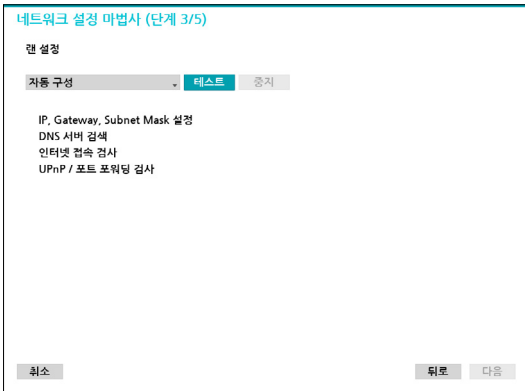 네트워크 설정 마법사 (단계 3/5)
랜 설정
자동 구성 테스트 중지
IP, Gateway, Subnet Mask 설정
DNS 서버 검색
인터넷 접속 검사
UPnP / 포트 포워딩 검사
취소 뒤로 다음